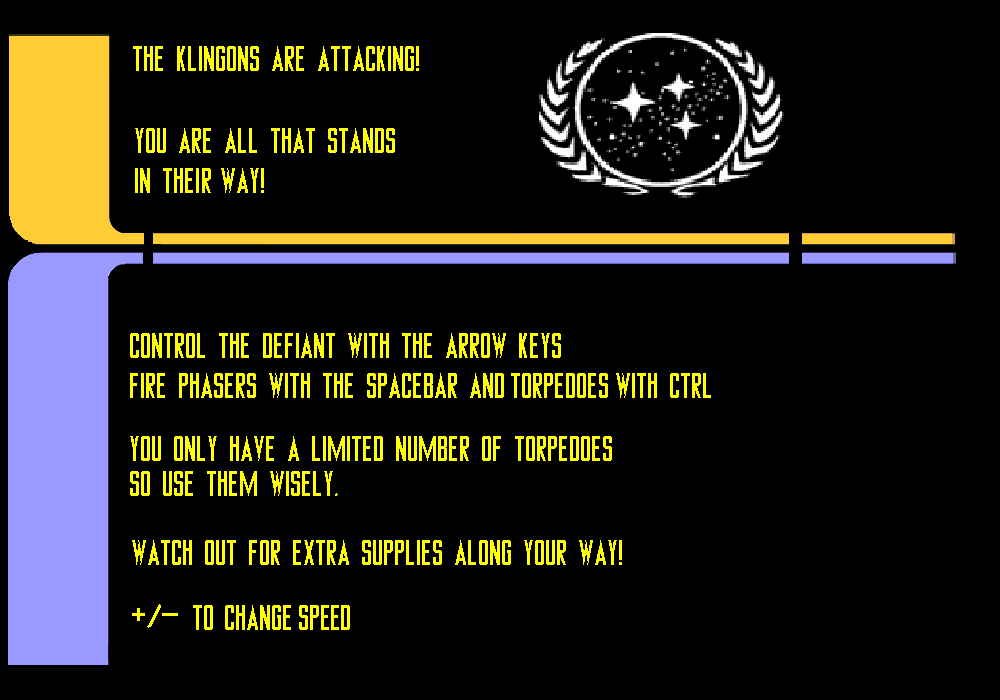 THE KLINGONS ARE ATTACKING!
YOU ARE ALL THAT STANDS
IN THEIR WAY!
CONTROL THE DEFIANT WITH THE ARROW KEYS
FIRE PHASERS WITH THE SPACEBAR AND TORPEDOES WITH CTRL
YOU ONLY HAVE A LIMITED NUMBER OF TORPEDOES
SO USE THEM WISELY.
WATCH OUT FOR EXTRA SUPPLIES ALONG YOUR WAY!
+/- TO CHANGE SPEED